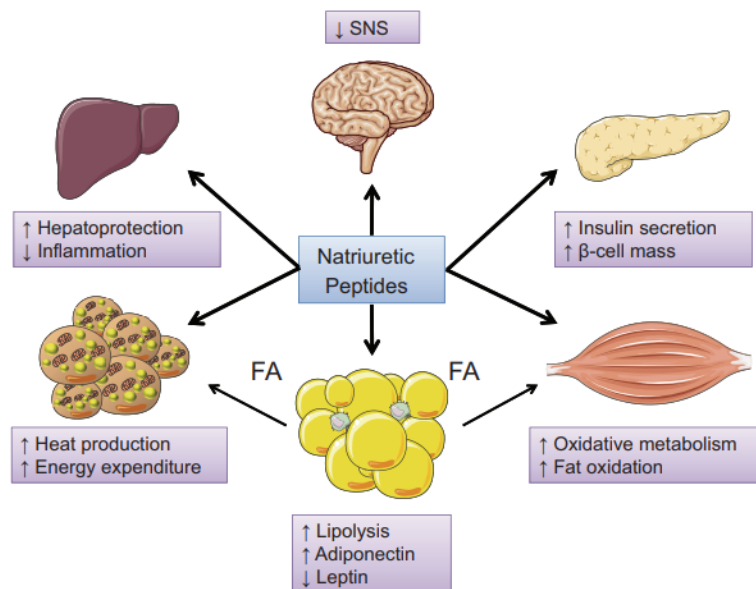 ↓ SNS
↑ Hepatoprotection
↓ Inflammation
↑ Insulin secretion
↑ β-cell mass
Natriuretic
Peptides
FA
FA
↑ Heat production
↑ Energy expenditure
↑ Oxidative metabolism
↑ Fat oxidation
↑ Lipolysis
↑ Adiponectin
↓ Leptin